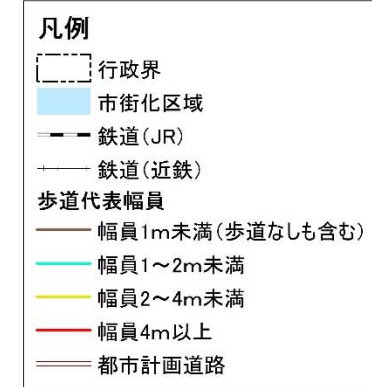 凡例
行政界
市街化区域
鉄道(JR)
鉄道(近鉄)
歩道代表幅員
幅員1m未満(歩道なしも含む)
幅員1～2m未満
幅員2～4m未満
幅員4m以上
都市計画道路